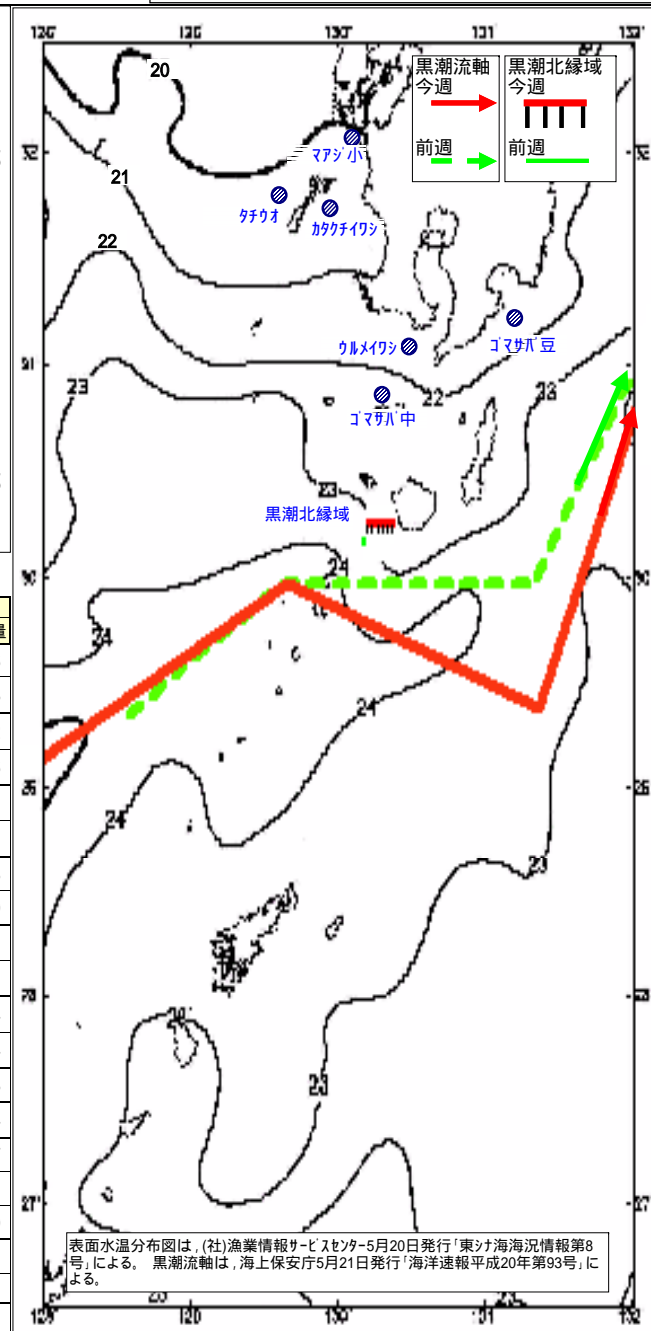 黒潮流軸
今週
前週
黒潮北縁域
今週
前週
20
マアジ小
21
タチウオ
カタクチイワシ
22
ウルメイワシ
ゴマサバ豆
23
22
23
ゴマサバ中
23
黒潮北縁域
24
24
24
24
23
23
表面水温分布図は,(社)漁業情報サービスセンター5月20日発行「東シナ海海況情報第8
号」による。 黒潮流軸は,海上保安庁5月21日発行「海洋速報平成20年第93号」に
よる。
量